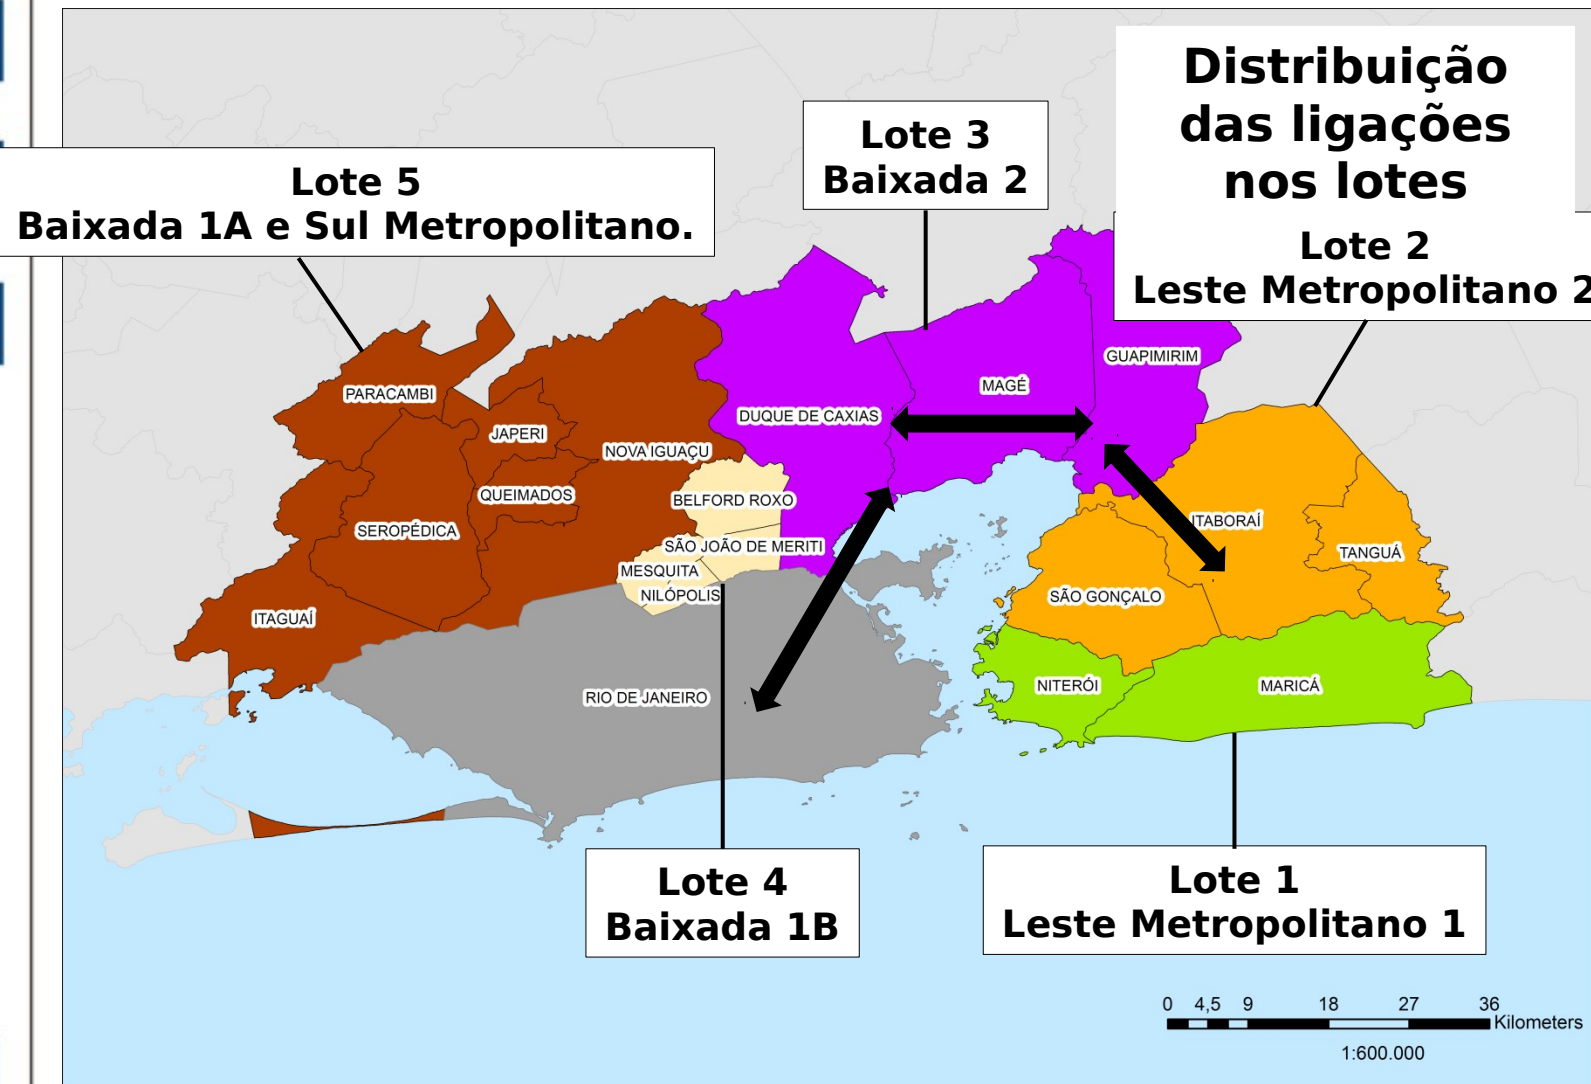 Distribuição
das ligações
nos lotes
Lote 3
Baixada 2
Lote 5
Baixada 1A e Sul Metropolitano.
Lote 2
Leste Metropolitano 2
GUAPIMIRIM
MAGÉ
PARACAMBI
DUQUE DE CAXIAS
JAPERI
NOVA IGUAÇU
QUEIMADOS
BELFORD ROXO
ITABORAÍ
SEROPÉDICA
SÃO JOÃO DE MERITI
TANGUÁ
MESQUITA
NILÓPOLIS
SÃO GONÇALO
ITAGUAÍ
RIO DE JANEIRO
NITERÓI
MARICÁ
Lote 4
Baixada 1B
Lote 1
Leste Metropolitano 1
0 4,5 9 18 27 36
Kilometers
1:600.000